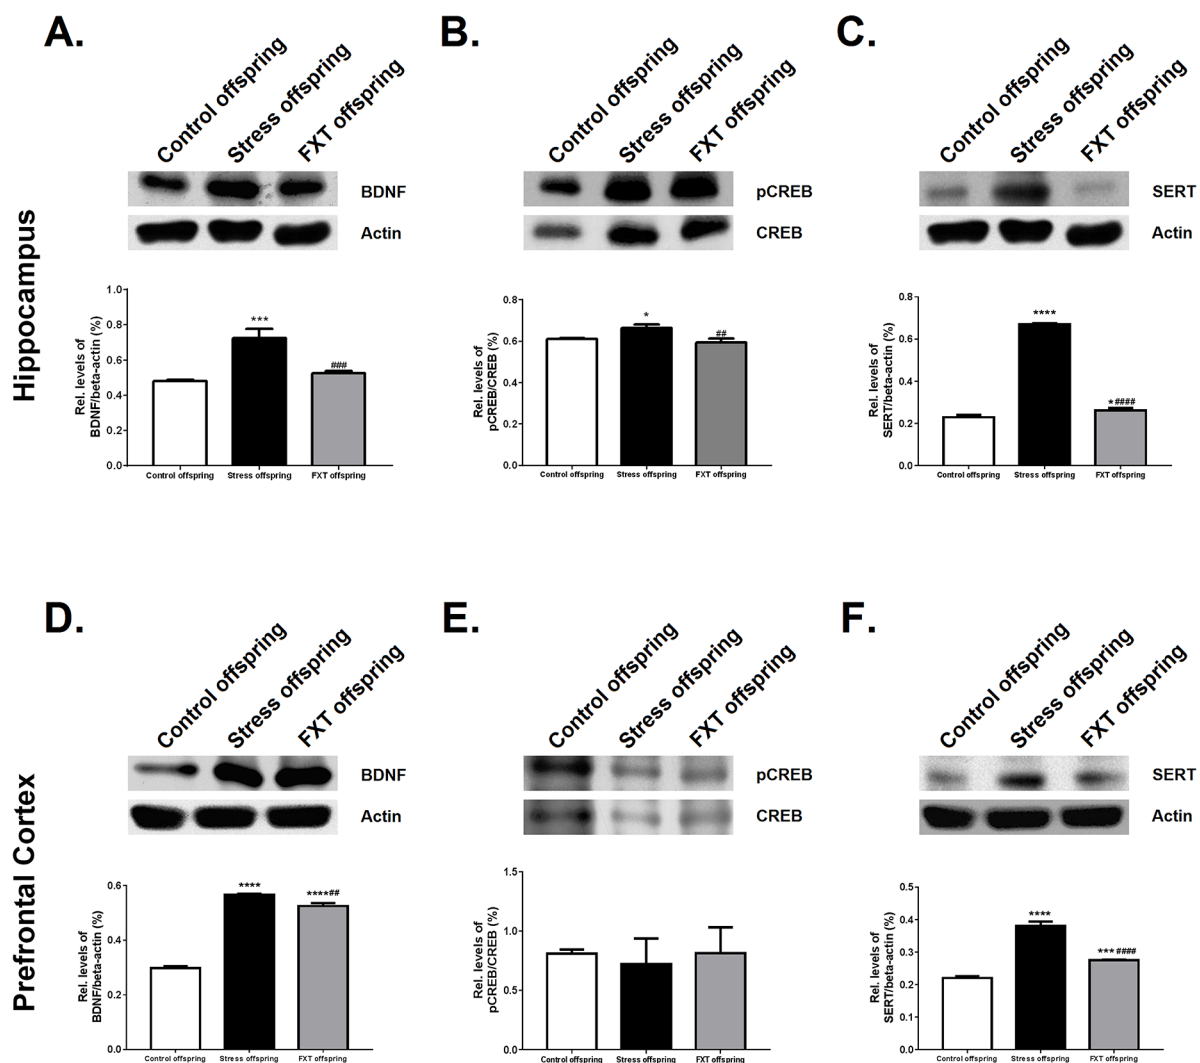 A.
Control offspring
Stress offspring
FXT offspring
BDNF
Actin
Rel. levels of
BDNF/beta-actin (%)
1.0
0.8
0.6
0.4
0.2
0.0
***
###
Control offspring
Stress offspring
FXT offspring
B.
Control offspring
Stress offspring
FXT offspring
pCREB
CREB
Rel. levels of
pCREB/CREB (%)
0.8
0.6
0.4
0.2
0.0
*
##
Control offspring
Stress offspring
FXT offspring
C.
Control offspring
Stress offspring
FXT offspring
SERT
Actin
Rel. levels of
SERT/beta-actin (%)
0.8
0.6
0.4
0.2
0.0
****
*####
Control offspring
Stress offspring
FXT offspring
Hippocampus
D.
Control offspring
Stress offspring
FXT offspring
BDNF
Actin
Rel. levels of
BDNF/beta-actin (%)
0.6
0.4
0.2
0.0
****
****##
Control offspring
Stress offspring
FXT offspring
E.
Control offspring
Stress offspring
FXT offspring
pCREB
CREB
Rel. levels of
pCREB/CREB (%)
1.5
1.0
0.5
0.0
Control offspring
Stress offspring
FXT offspring
F.
Control offspring
Stress offspring
FXT offspring
SERT
Actin
Rel. levels of
SERT/beta-actin (%)
0.5
0.4
0.3
0.2
0.1
0.0
****
***####
Control offspring
Stress offspring
FXT offspring
Prefrontal Cortex